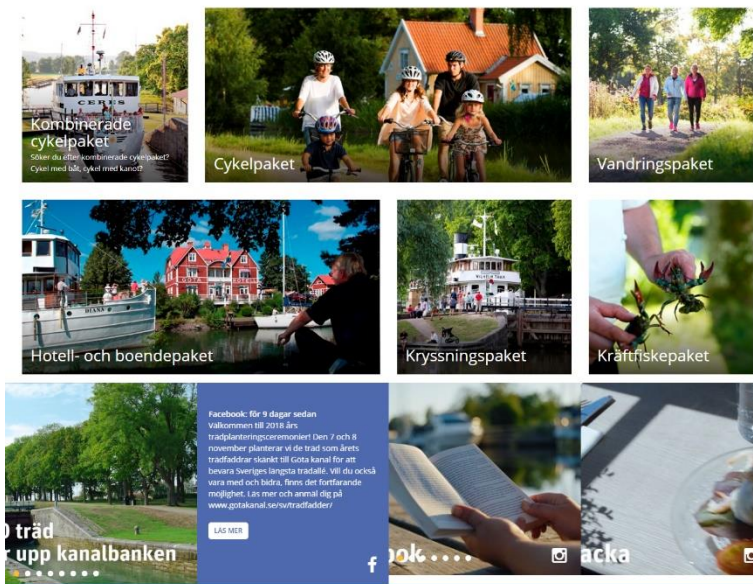 CERES
Kombinerade
cykelpaket
Söker du efter kombinerade cykelpaket?
Cykel med båt, cykel med kanot?
Cykelpaket
Vandringspaket
DIANA
Hotell- och boendepaket
WILHELM THAM
Kryssningspaket
Kräftfiskepaket
0 träd
r upp kanalbanken
Facebook: för 9 dagar sedan
Välkommen till 2018 års
trädplanteringsceremonier! Den 7 och 8
november planterar vi de träd som årets
trädfaddrar skänkt till Göta kanal för att
bevara Sveriges längsta trädallé. Vill du också
vara med och bidra, finns det fortfarande
möjlighet. Läs mer och anmäl dig på
www.gotakanal.se/sv/tradfadder/
LÄS MER
f
ok
acka